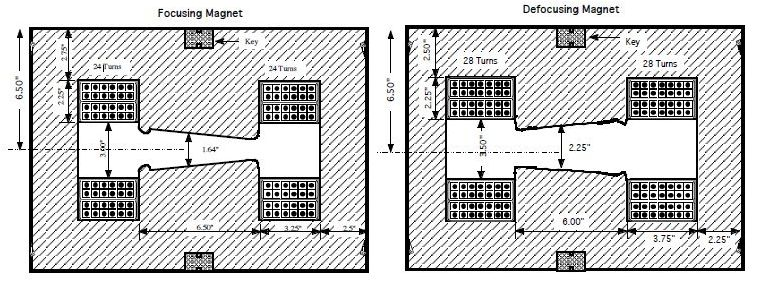 Focusing Magnet
Key
2.75"
24 Turns
24 Turns
6.50"
2.25"
1.64"
6.50"
3.25"
2.5"
Defocusing Magnet
Key
2.50"
28 Turns
28 Turns
6.50"
2.25"
3.50"
2.25"
6.00"
3.75"
2.25"